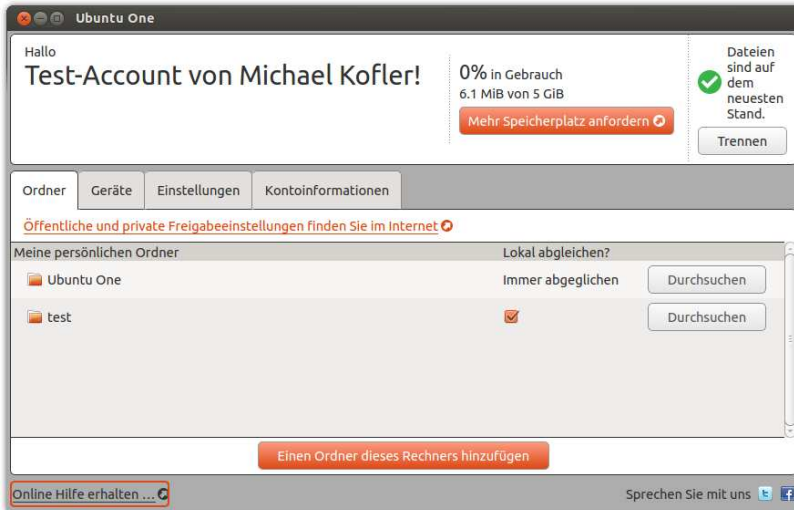 Ubuntu One
Hallo
Test-Account von Michael Kofler!
0% in Gebrauch
6.1 MiB von 5 GiB
Mehr Speicherplatz anfordern
Dateien
sind auf
dem
neuesten
Stand.
Trennen
Ordner Geräte Einstellungen Kontoinformationen
Öffentliche und private Freigabeeinstellungen finden Sie im Internet
Meine persönlichen Ordner Lokal abgleichen?
Ubuntu One Immer abgeglichen Durchsuchen
test Durchsuchen
Einen Ordner dieses Rechners hinzufügen
Online Hilfe erhalten ... Sprechen Sie mit uns